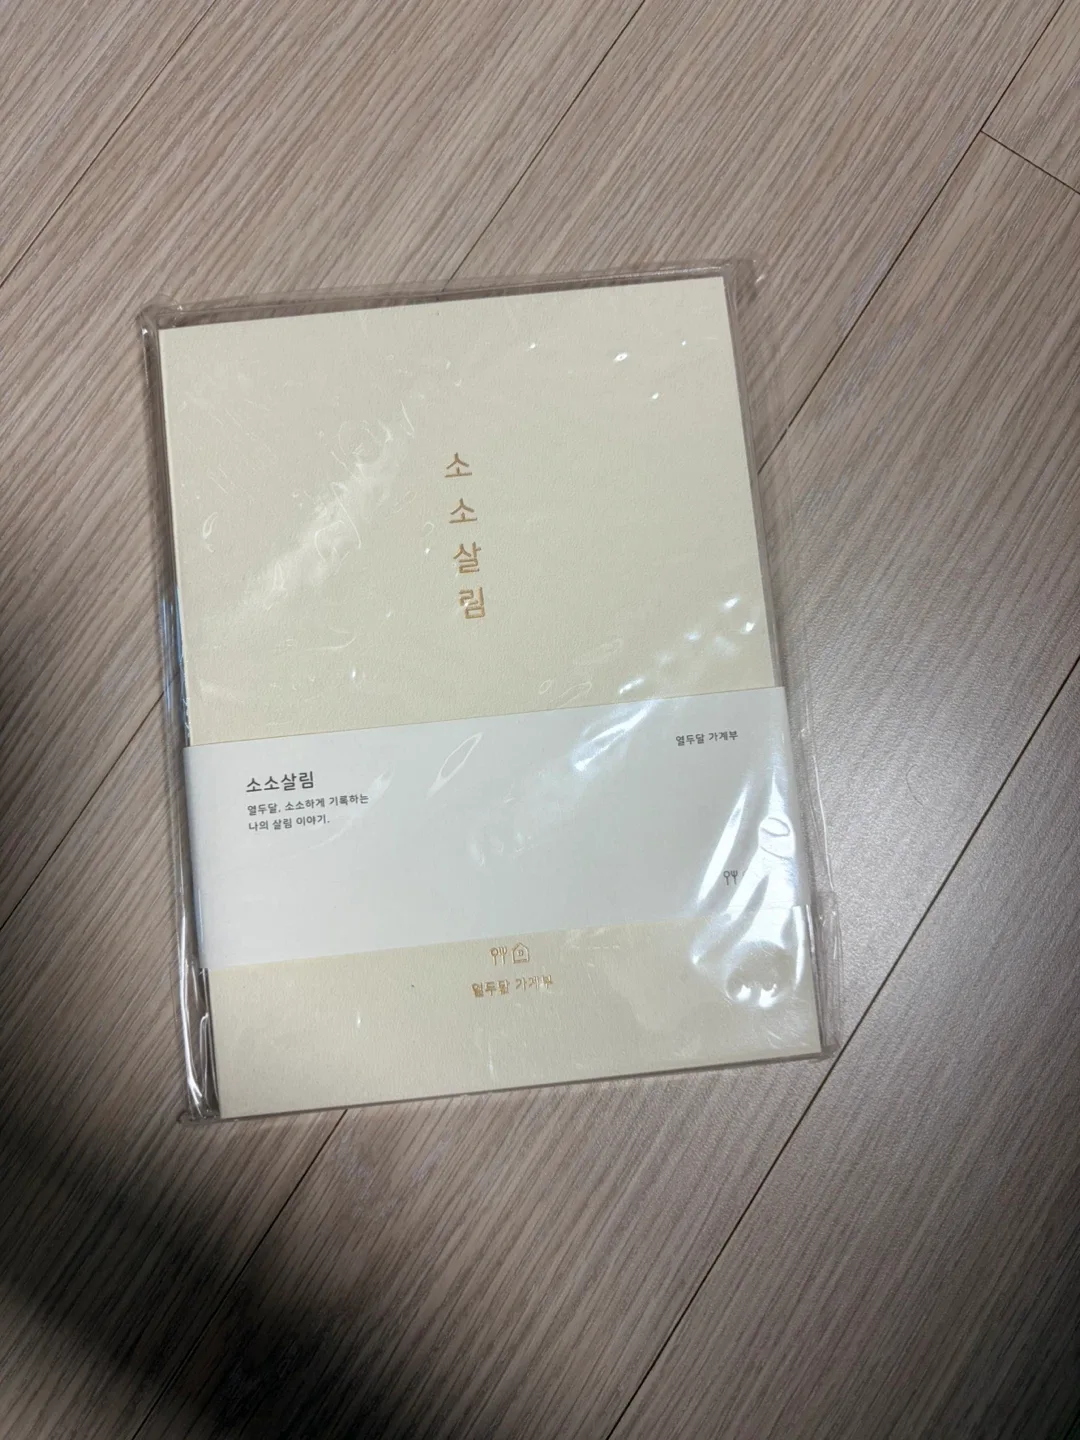 소소살림
열두달 가계부
소소살림
열두달, 소소하게 기록하는
나의 살림 이야기.
열두달 가계부